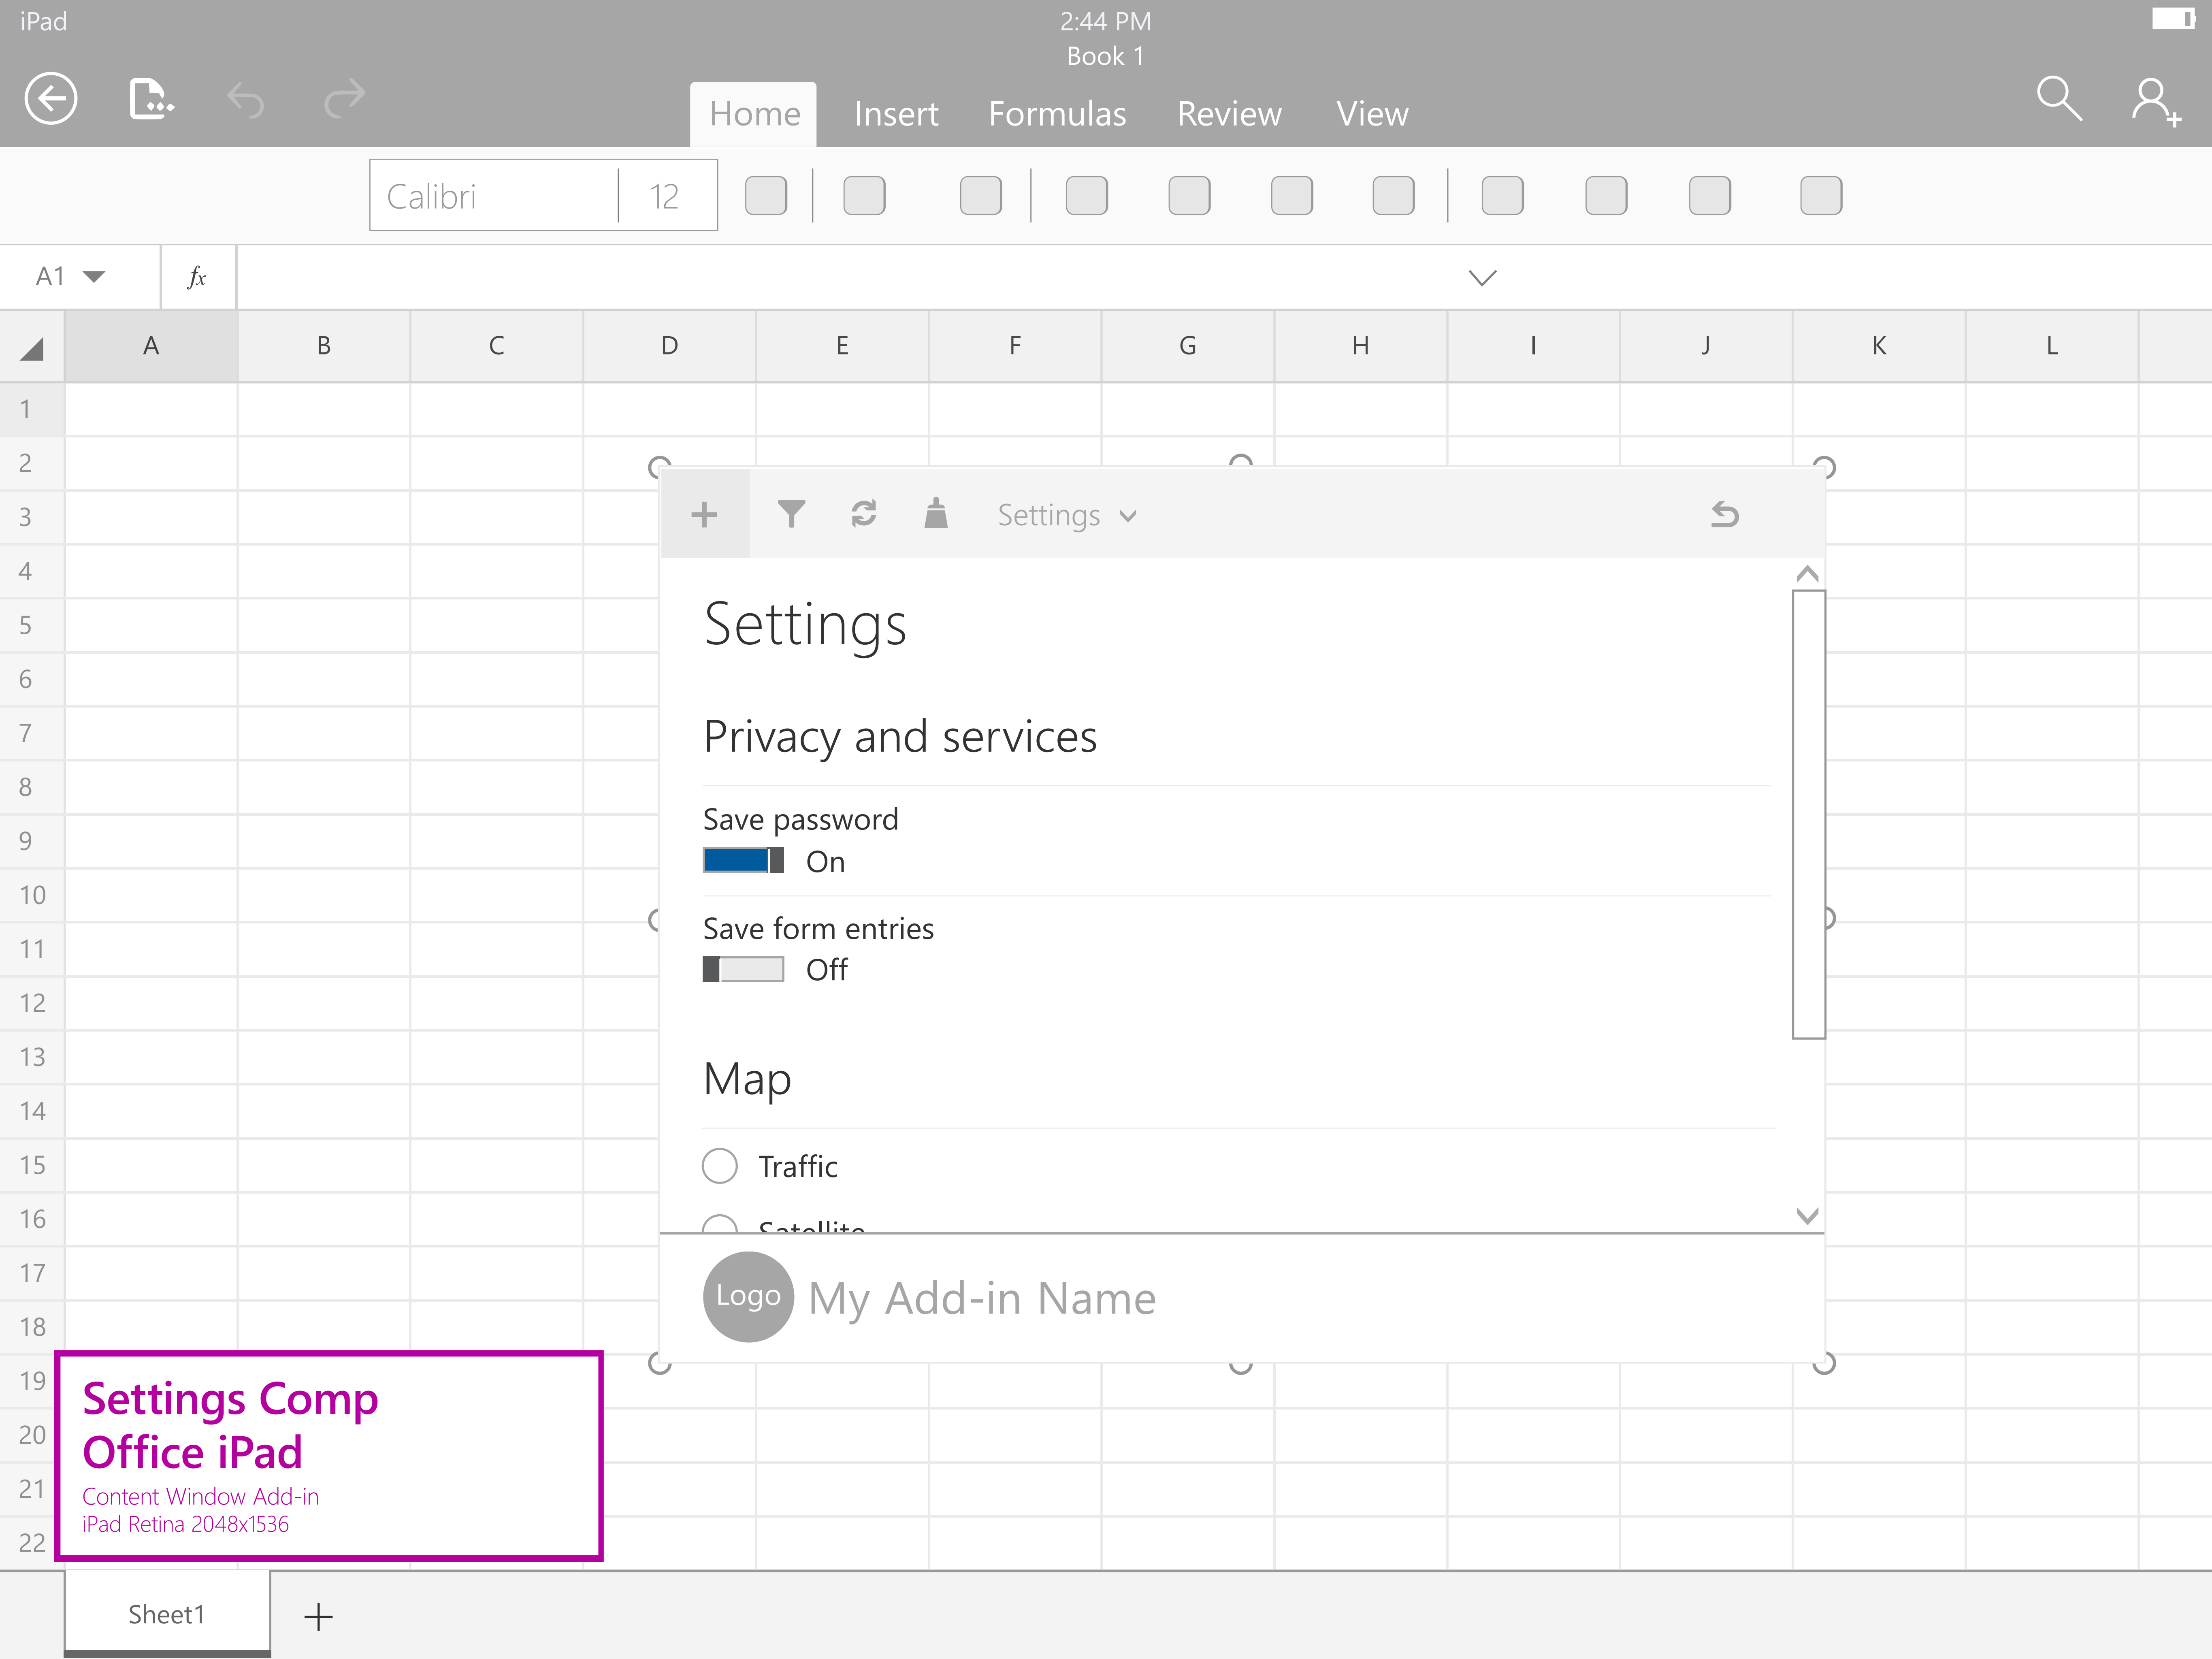 iPad
2:44 PM
Book 1
Home Insert Formulas Review View
Calibri 12
A1 fx
A B C D E F G H I J K L
1
2
3
Settings
4
5
Settings
6
7
Privacy and services
8
Save password
9
On
10
Save form entries
11
Off
12
13
Map
14
15
Traffic
16
Satellite
17
Logo My Add-in Name
18
19
Settings Comp
20
Office iPad
21
Content Window Add-in
iPad Retina 2048x1536
22
Sheet1